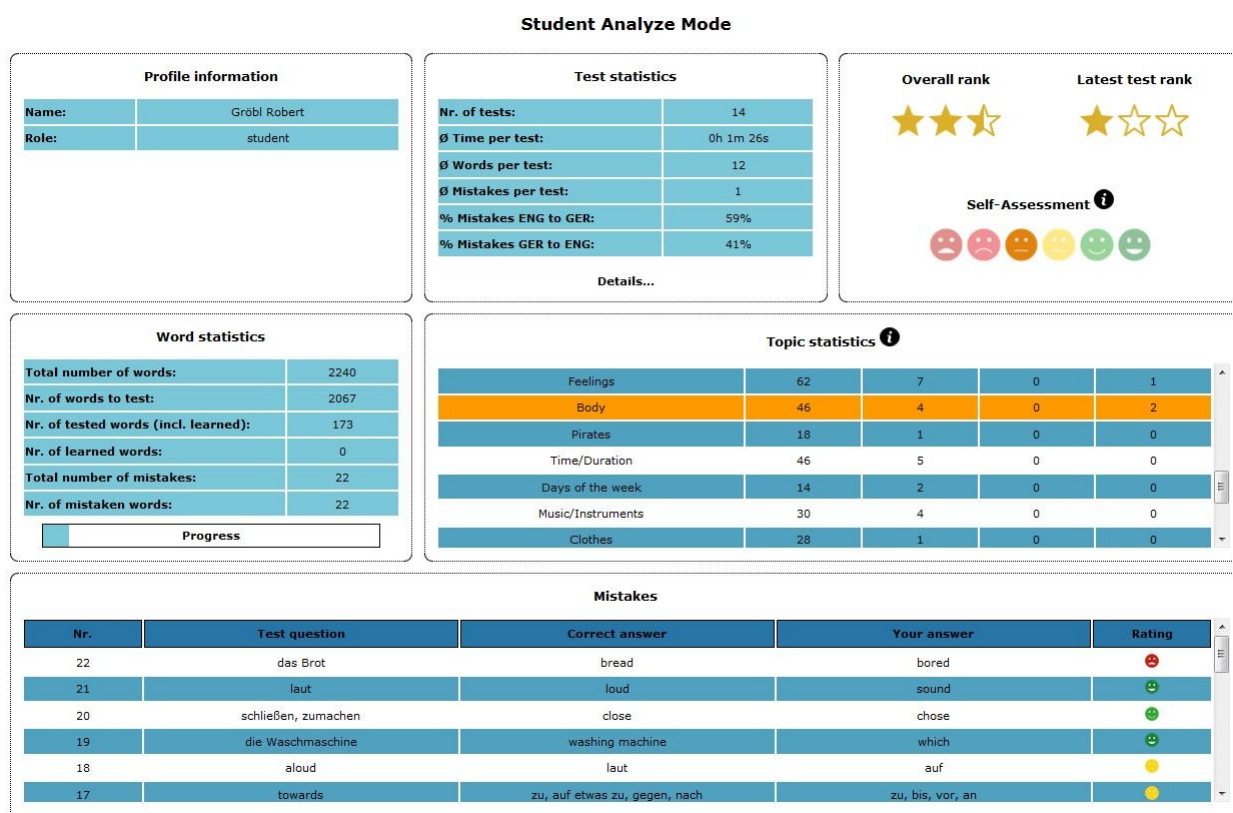 Student Analyze Mode
Profile information
Name: Gröbl Robert
Role: student
Test statistics
Nr. of tests: 14
Ø Time per test: 0h 1m 26s
Ø Words per test: 12
Ø Mistakes per test: 1
% Mistakes ENG to GER: 59%
% Mistakes GER to ENG: 41%
Details...
Overall rank Latest test rank
Self-Assessment i
Word statistics
Total number of words: 2240
Nr. of words to test: 2067
Nr. of tested words (incl. learned): 173
Nr. of learned words: 0
Total number of mistakes: 22
Nr. of mistaken words: 22
Progress
Topic statistics i
Feelings 62 7 0 1
Body 46 4 0 2
Pirates 18 1 0 0
Time/Duration 46 5 0 0
Days of the week 14 2 0 0
Music/Instruments 30 4 0 0
Clothes 28 1 0 0
Mistakes
Nr. Test question Correct answer Your answer Rating
22 das Brot bread bored
21 laut loud sound
20 schließen, zumachen close chose
19 die Waschmaschine washing machine which
18 aloud laut auf
17 towards zu, auf etwas zu, gegen, nach zu, bis, vor, an